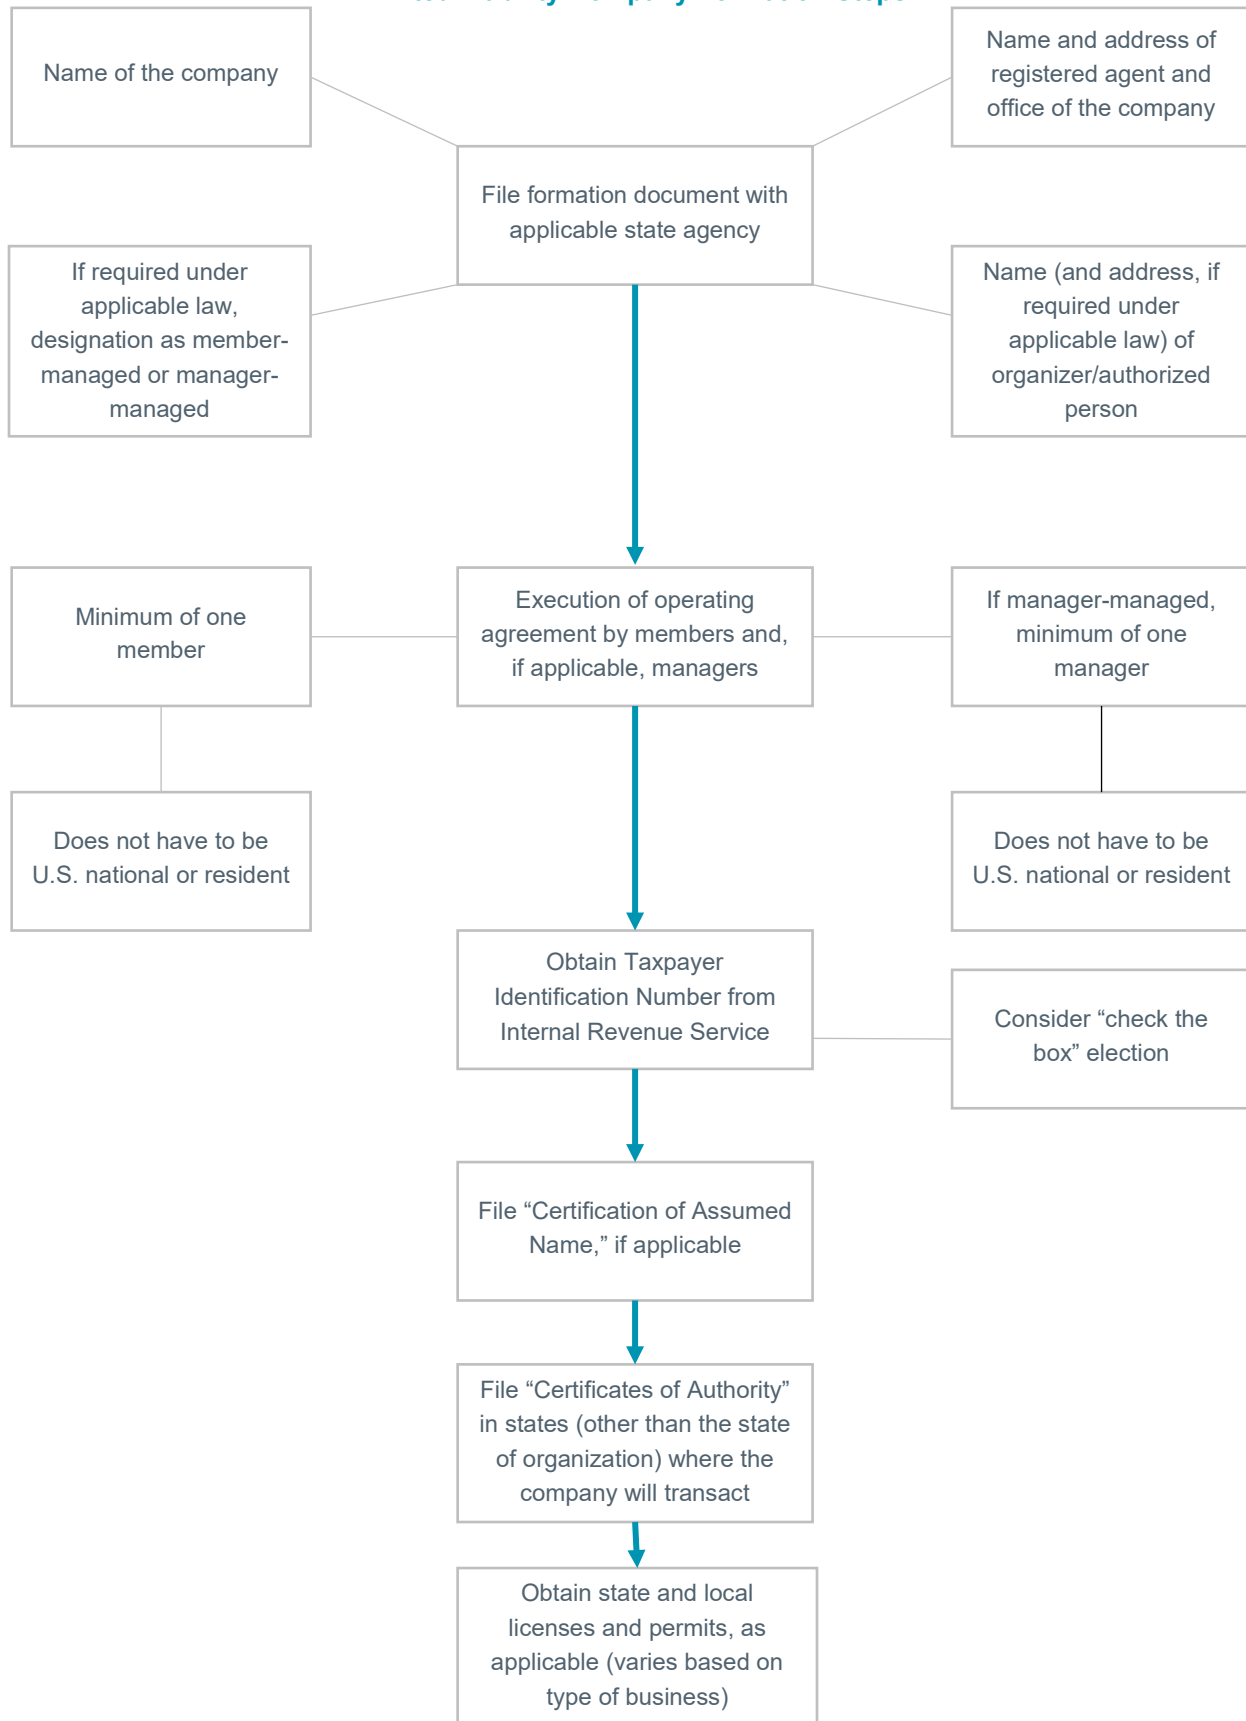 Company Formation Steps
Name of the company
Name and address of
registered agent and
office of the company
File formation document with
applicable state agency
If required under
applicable law,
designation as member-
managed or manager-
managed
Name (and address, if
required under
applicable law) of
organizer/authorized
person
Minimum of one
member
Execution of operating
agreement by members and,
if applicable, managers
If manager-managed,
minimum of one
manager
Does not have to be
U.S. national or resident
Does not have to be
U.S. national or resident
Obtain Taxpayer
Identification Number from
Internal Revenue Service
Consider “check the
box” election
File “Certification of Assumed
Name,” if applicable
File “Certificates of Authority”
in states (other than the state
of organization) where the
company will transact
Obtain state and local
licenses and permits, as
applicable (varies based on
type of business)